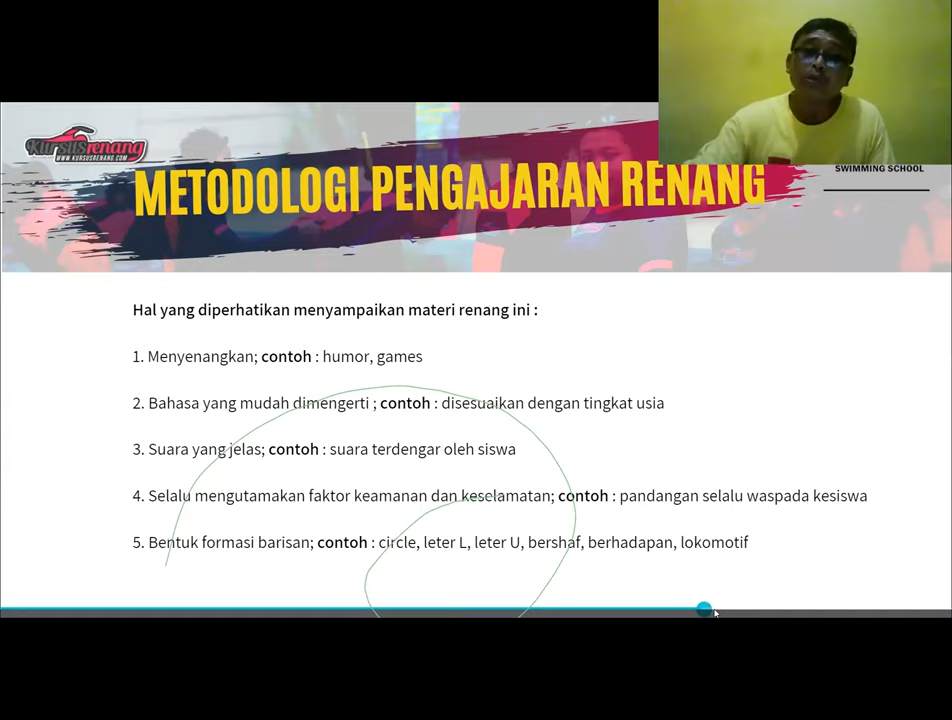 Kursusrenang
WWW.KURSUSRENANG.COM
SWIMMING SCHOOL
METODOLOGI PENGAJARAN RENANG
Hal yang diperhatikan menyampaikan materi renang ini :
1. Menyenangkan; contoh : humor, games
2. Bahasa yang mudah dimengerti ; contoh : disesuaikan dengan tingkat usia
3. Suara yang jelas; contoh : suara terdengar oleh siswa
4. Selalu mengutamakan faktor keamanan dan keselamatan; contoh : pandangan selalu waspada kesiswa
5. Bentuk formasi barisan; contoh : circle, leter L, leter U, bershaf, berhadapan, lokomotif